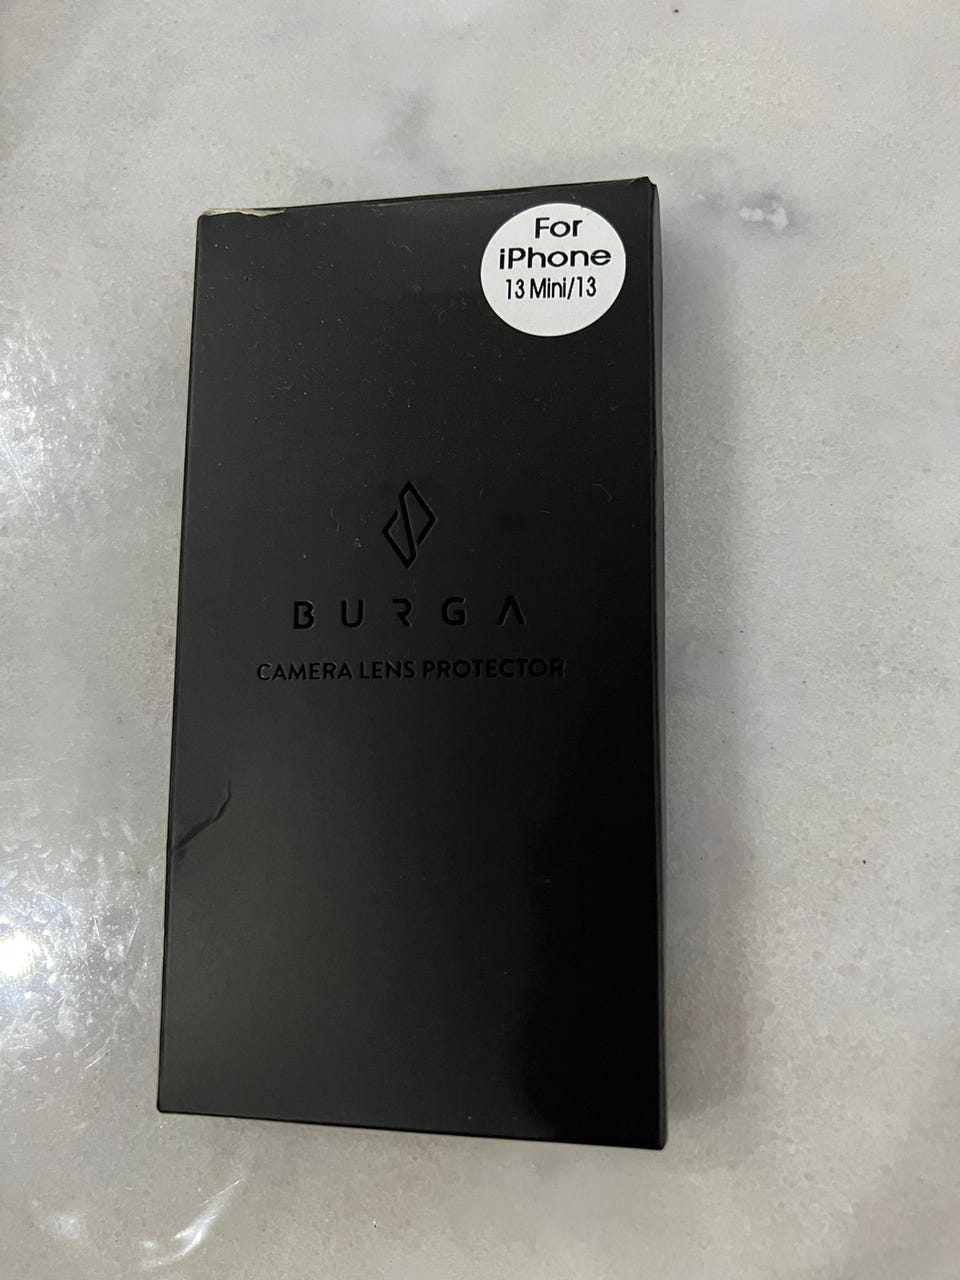 For
iPhone
13 Mini/13
BURGA
CAMERA LENS PROTECTOR